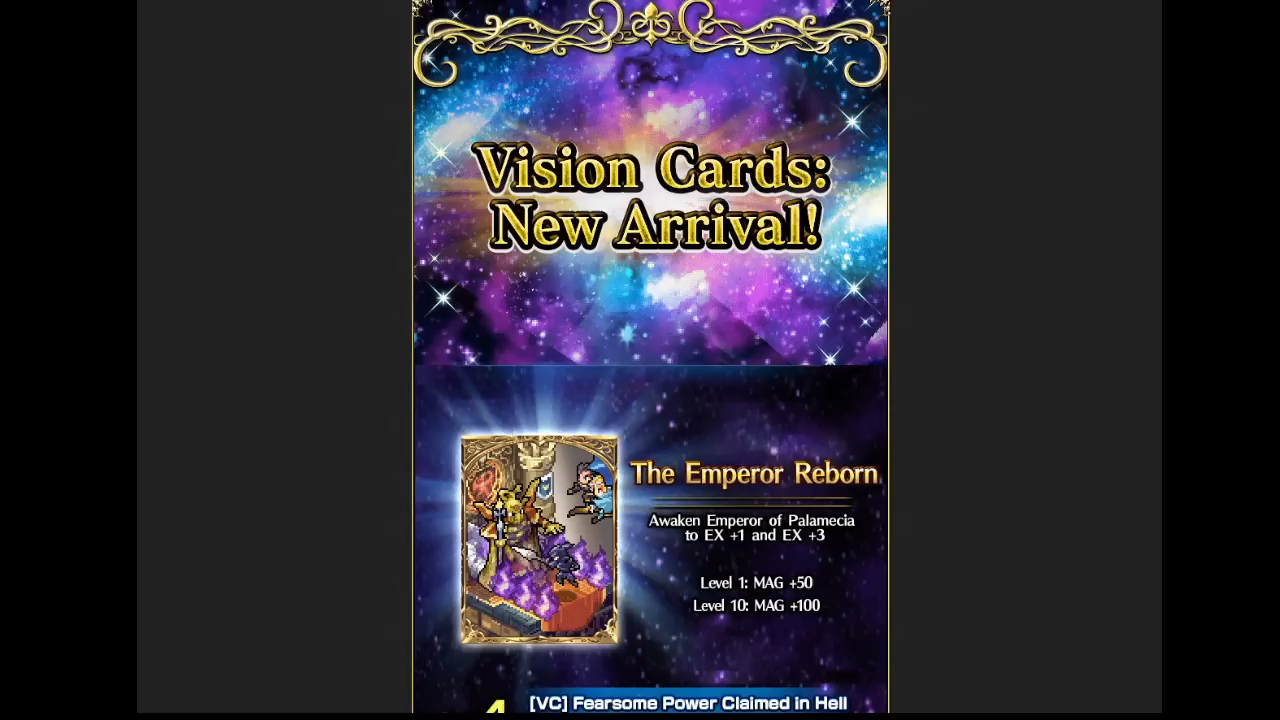 Vision Cards:
New Arrival!
The Emperor Reborn
Awaken Emperor of Palamecia
to EX +1 and EX +3
Level 1: MAG +50
Level 10: MAG +100
[VC] Fearsome Power Claimed in Hell